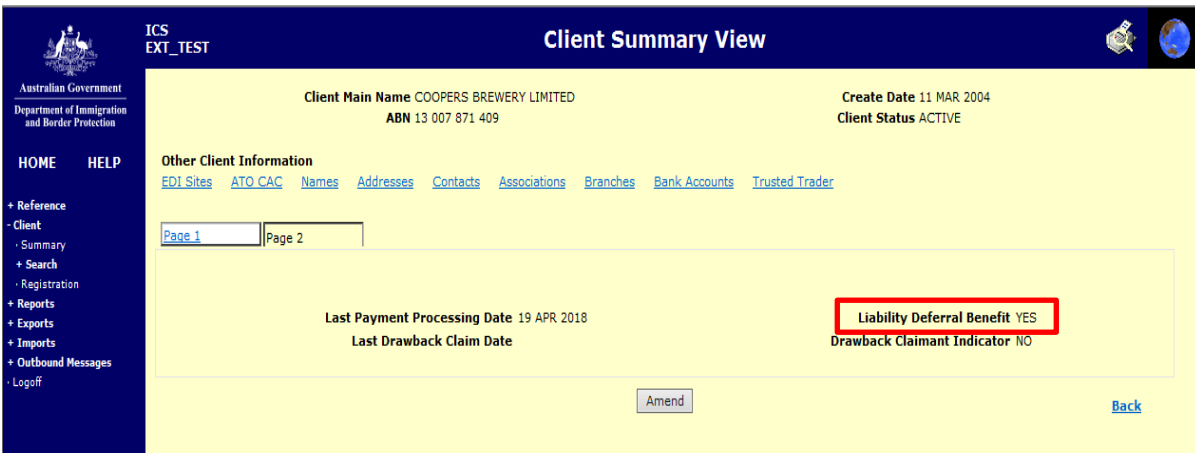 ICS
EXT_TEST
Client Summary View
Australian Government
Department of Immigration
and Border Protection
HOME HELP
+ Reference
- Client
· Summary
+ Search
· Registration
+ Reports
+ Exports
+ Imports
+ Outbound Messages
· Logoff
Client Main Name COOPERS BREWERY LIMITED
Create Date 11 MAR 2004
ABN 13 007 871 409
Client Status ACTIVE
Other Client Information
EDI Sites ATO CAC Names Addresses Contacts Associations Branches Bank Accounts Trusted Trader
Page 1 Page 2
Last Payment Processing Date 19 APR 2018
Liability Deferral Benefit YES
Last Drawback Claim Date
Drawback Claimant Indicator NO
Amend
Back